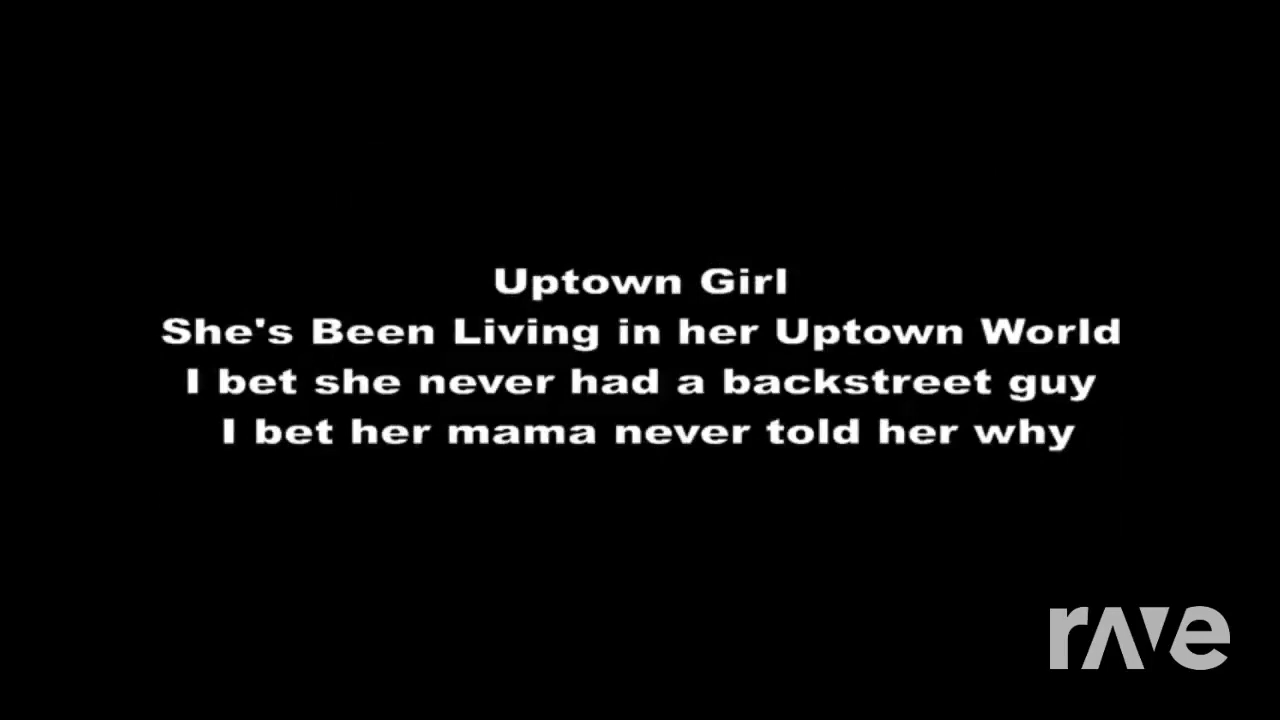 Uptown Girl
She's Been Living in her Uptown World
I bet she never had a backstreet guy
I bet her mama never told her why
rave